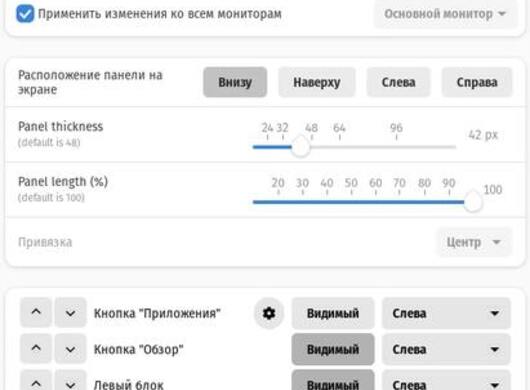 Применить изменения ко всем мониторам
Основной монитор
Расположение панели на
экране
Внизу
Наверху
Слева
Справа
Panel thickness
(default is 48)
24 32 48 64 96
42 px
Panel length (%)
(default is 100)
20 30 40 50 60 70 80 90
100
Привязка
Центр
Кнопка "Приложения"
Видимый
Слева
Кнопка "Обзор"
Видимый
Слева
Левый блок
Видимый
Слева